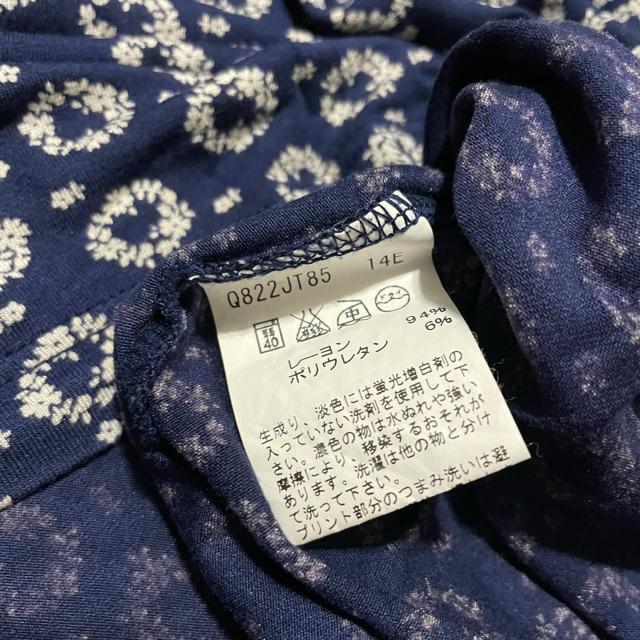 Q822JT85 14E
40 中
レーヨン 94%
ポリウレタン 6%
生成り、淡色には蛍光増白剤の
入っていない洗剤を使用して下
さい。濃色の物は水ぬれや強い
摩擦により、移染するおそれが
あります。洗濯は他の物と分け
て洗って下さい。
プリント部分のつまみ洗いは避